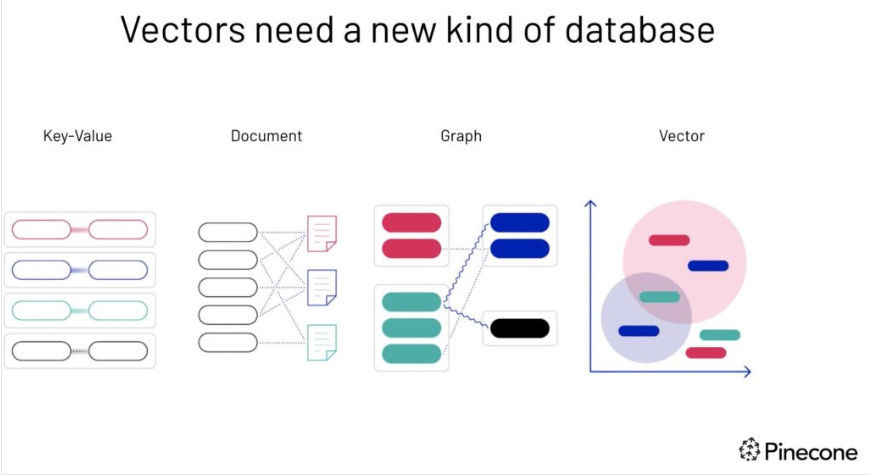 Vectors need a new kind of database
Key-Value
Document
Graph
Vector
Pinecone